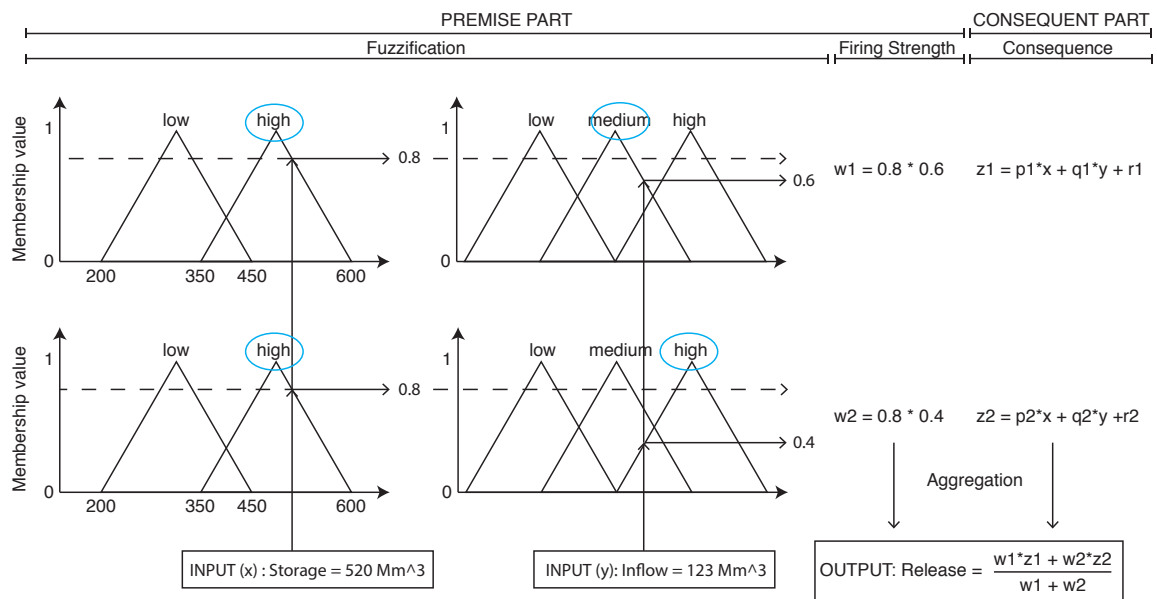 PREMISE PART
CONSEQUENT PART
Fuzzification
Firing Strength
Consequence
Membership value
1
0
low
high
200
350
450
600
0.8
low
medium
high
0.6
w1 = 0.8 * 0.6
z1 = p1*x + q1*y + r1
Membership value
1
0
low
high
200
350
450
600
0.8
low
medium
high
0.4
w2 = 0.8 * 0.4
z2 = p2*x + q2*y +r2
Aggregation
INPUT (x) : Storage = 520 Mm^3
INPUT (y): Inflow = 123 Mm^3
OUTPUT: Release =
w1*z1 + w2*z2
w1 + w2